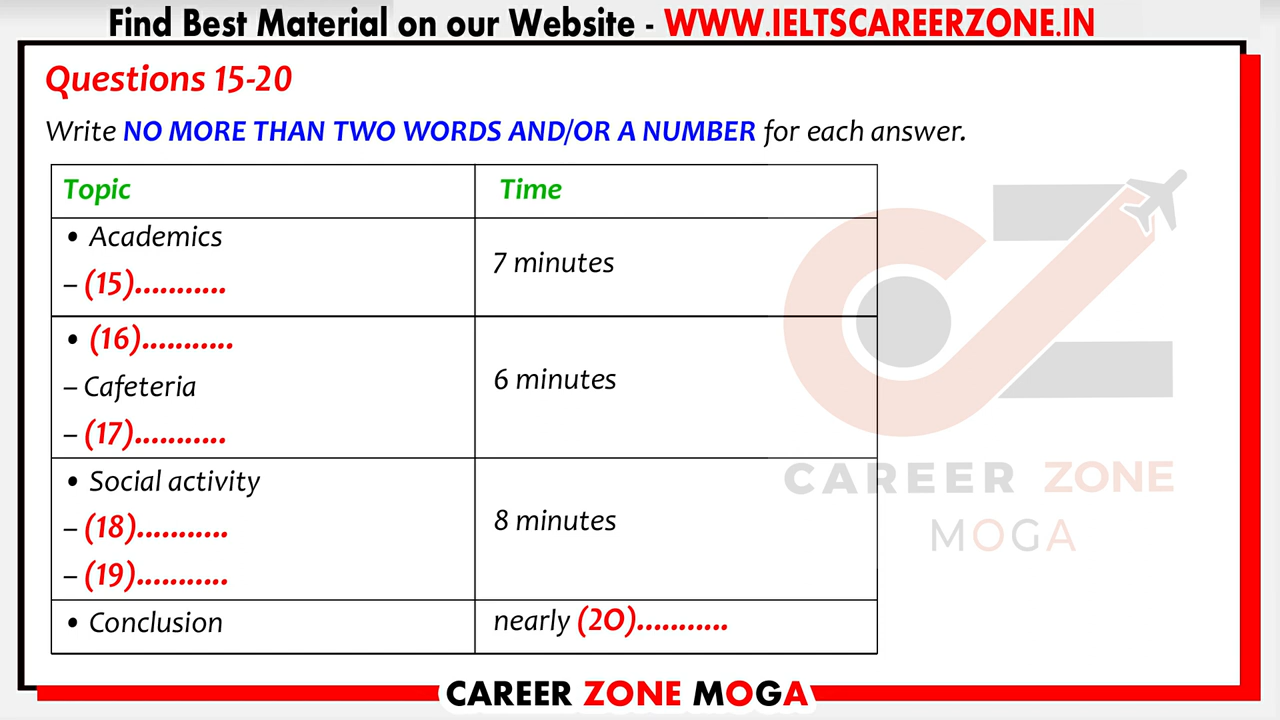 Find Best Material on our Website - WWW.IELTSCAREERZONE.IN
Questions 15-20
Write NO MORE THAN TWO WORDS AND/OR A NUMBER for each answer.
Topic
Time
• Academics
– (15)...........
7 minutes
• (16)...........
– Cafeteria
– (17)...........
6 minutes
• Social activity
– (18)...........
– (19)...........
8 minutes
• Conclusion
nearly (20)...........
CAREER ZONE
MOGA
CAREER ZONE MOGA